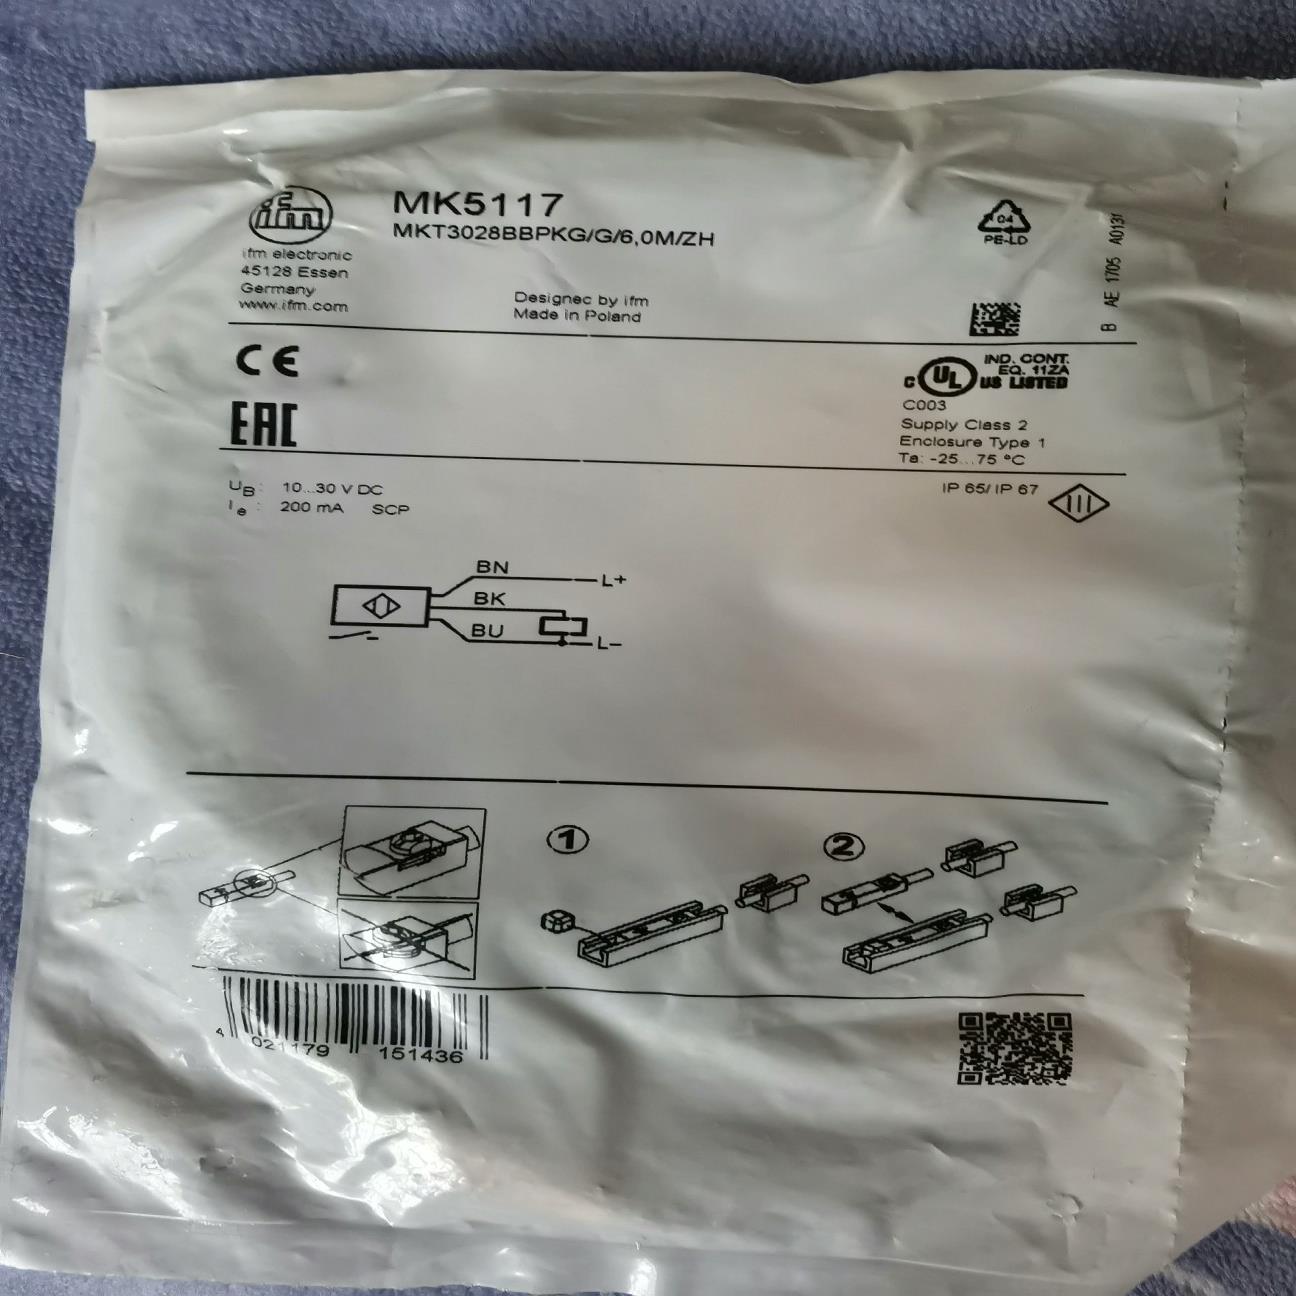 ifm
ifm electronic
45128 Essen
Germany
www.ifm.com
MK5117
MKT3028BBPKG/G/6,0M/ZH
Designec by ifm
Made in Poland
04
PE-LD
B AE 1705 A0131
CE
EAC
c UL US LISTED
IND. CONT.
EQ. 11ZA
C003
Supply Class 2
Enclosure Type 1
Ta: -25...75 °C
UB: 10...30 V DC
Ie : 200 mA SCP
IP 65/ IP 67
BN
L+
BK
BU
L-
1
2
4 021179 151436